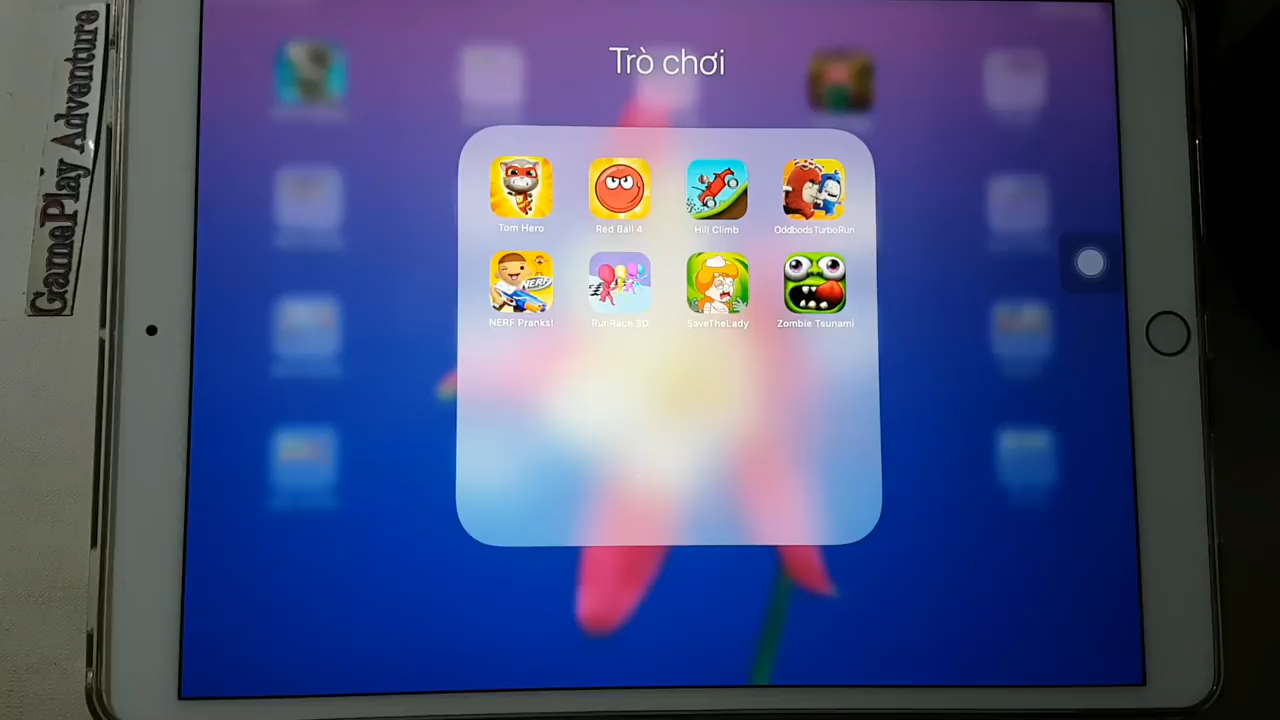 GamePlay Adventure
Trò chơi
Tom Hero
Red Ball 4
Hill Climb
OddbodsTurboRun
NERF
NERF Pranks!
RunRace 3D
SaveTheLady
Zombie Tsunami